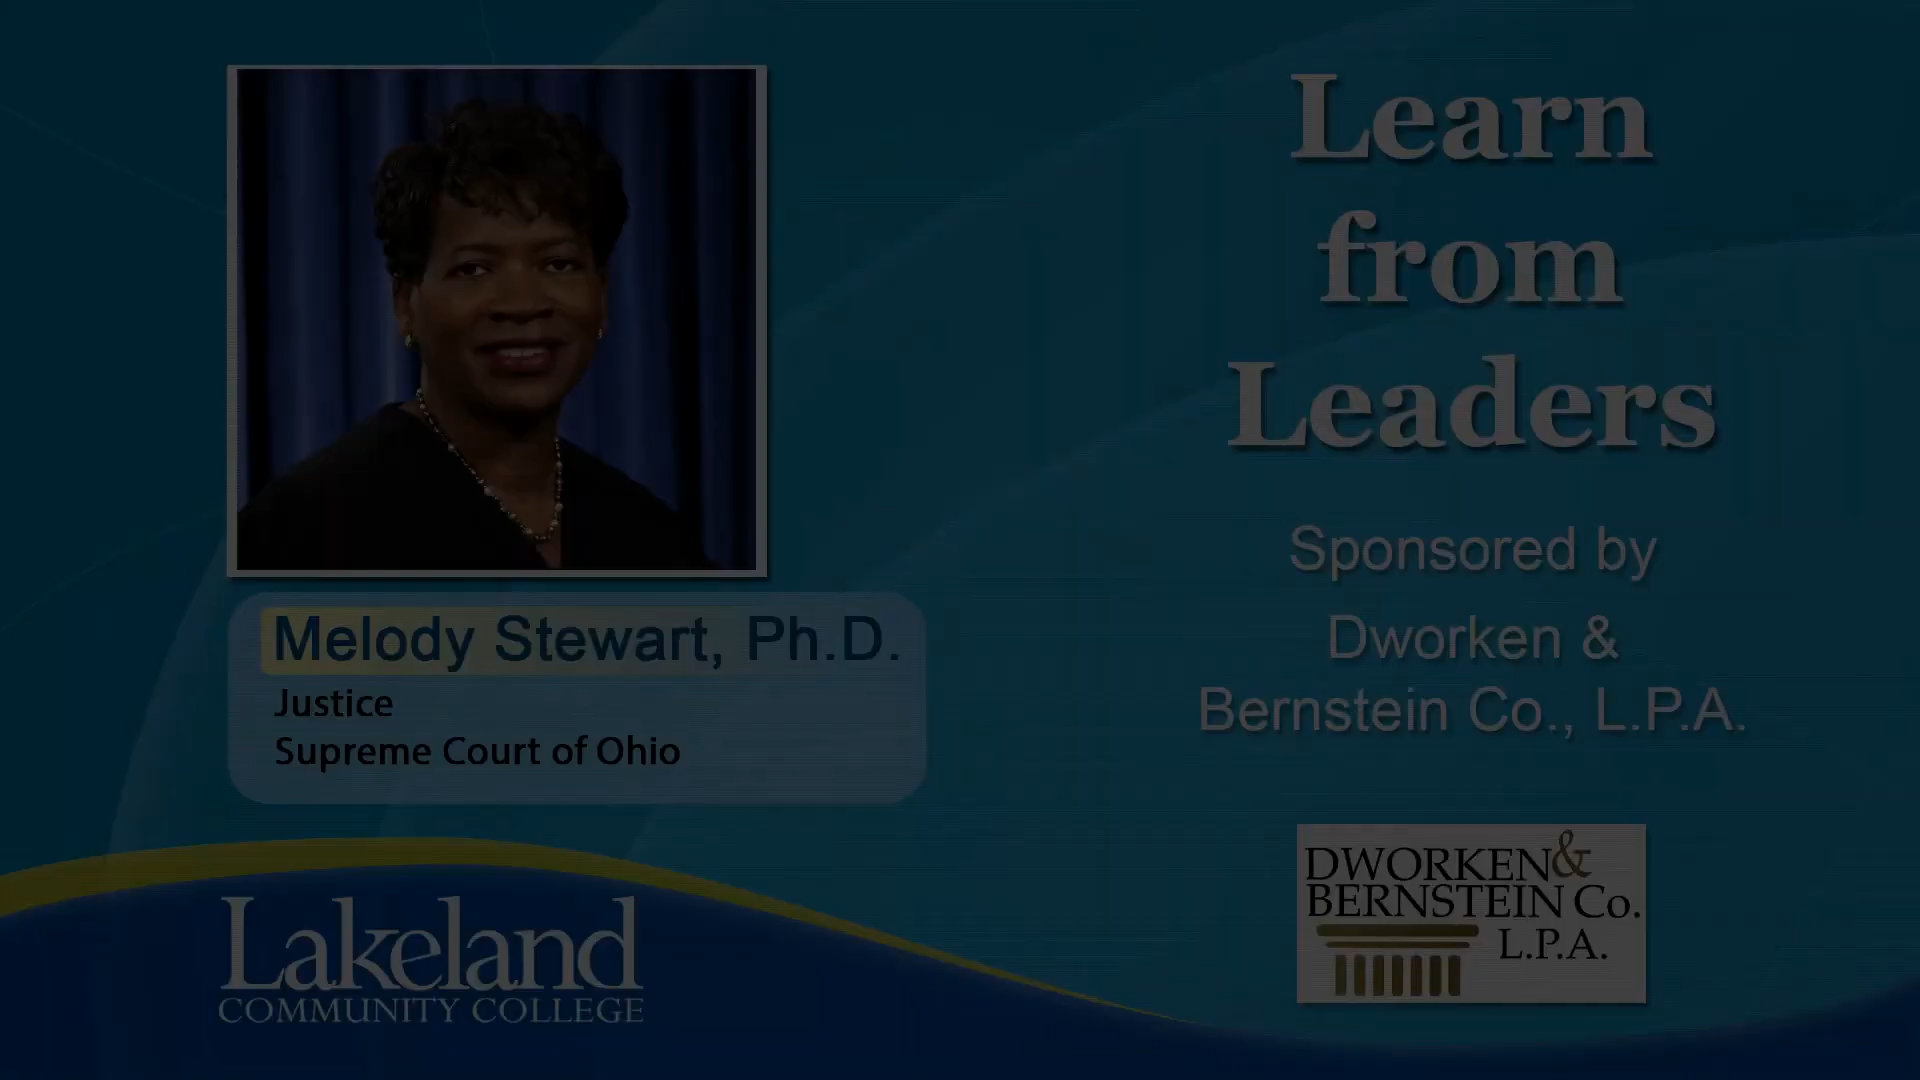 Melody Stewart, Ph.D.
Justice
Supreme Court of Ohio
Lakeland
COMMUNITY COLLEGE
Learn
from
Leaders
Sponsored by
Dworken &
Bernstein Co., L.P.A.
DWORKEN&
BERNSTEIN Co.
L.P.A.